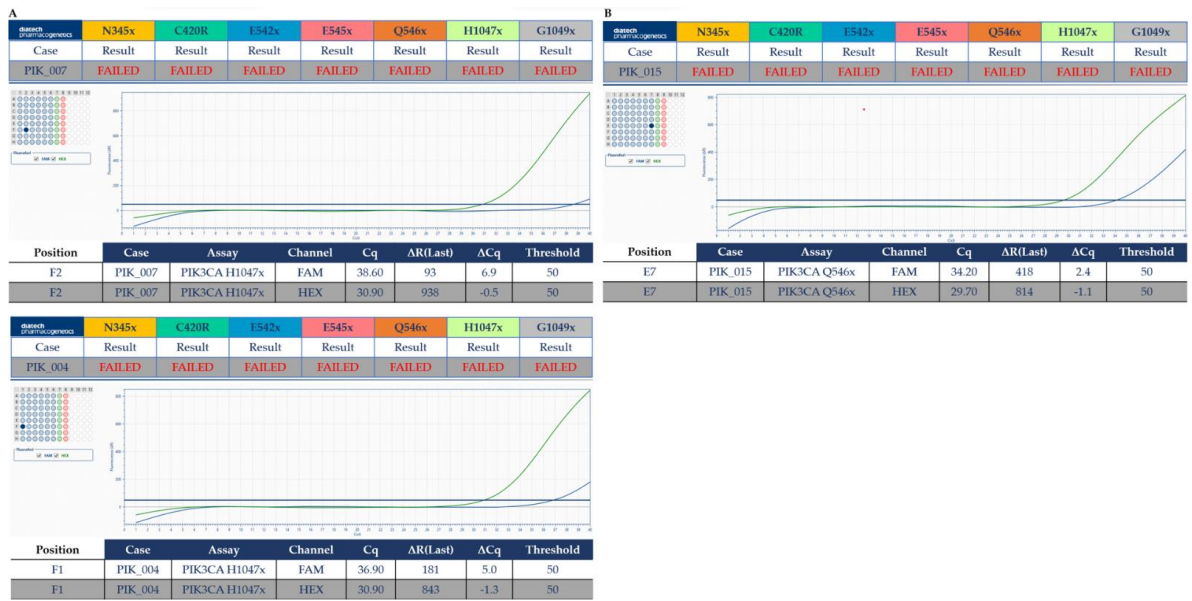 A
diatech pharmacogenetics N345x C420R E542x E545x Q546x H1047x G1049x
Case Result Result Result Result Result Result Result
PIK_007 FAILED FAILED FAILED FAILED FAILED FAILED FAILED
FAM HEX
Position Case Assay Channel Cq ΔR(Last) ΔCq Threshold
F2 PIK_007 PIK3CA H1047x FAM 38.60 93 6.9 50
F2 PIK_007 PIK3CA H1047x HEX 30.90 938 -0.5 50
diatech pharmacogenetics N345x C420R E542x E545x Q546x H1047x G1049x
Case Result Result Result Result Result Result Result
PIK_004 FAILED FAILED FAILED FAILED FAILED FAILED FAILED
FAM HEX
Position Case Assay Channel Cq ΔR(Last) ΔCq Threshold
F1 PIK_004 PIK3CA H1047x FAM 36.90 181 5.0 50
F1 PIK_004 PIK3CA H1047x HEX 30.90 843 -1.3 50
B
diatech pharmacogenetics N345x C420R E542x E545x Q546x H1047x G1049x
Case Result Result Result Result Result Result Result
PIK_015 FAILED FAILED FAILED FAILED FAILED FAILED FAILED
FAM HEX
Position Case Assay Channel Cq ΔR(Last) ΔCq Threshold
E7 PIK_015 PIK3CA Q546x FAM 34.20 418 2.4 50
E7 PIK_015 PIK3CA Q546x HEX 29.70 814 -1.1 50